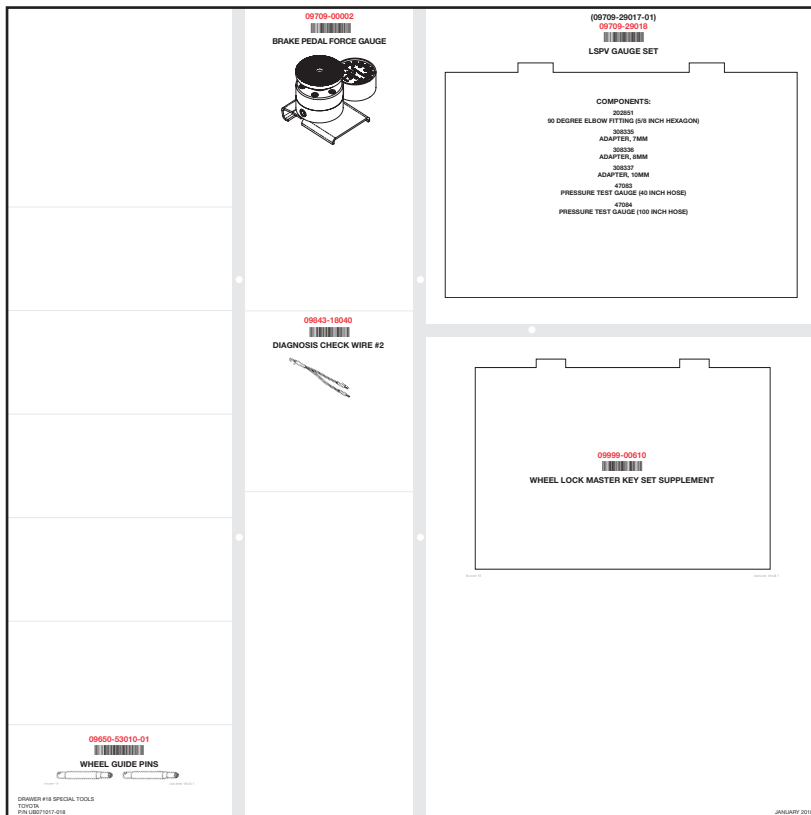 09709-00002
BRAKE PEDAL FORCE GAUGE
(09709-29017-01)
09709-29018
LSPV GAUGE SET
COMPONENTS:
202851
90 DEGREE ELBOW FITTING (5/8 INCH HEXAGON)
308335
ADAPTER, 7MM
308336
ADAPTER, 8MM
308337
ADAPTER, 10MM
47083
PRESSURE TEST GAUGE (40 INCH HOSE)
47084
PRESSURE TEST GAUGE (100 INCH HOSE)
09843-18040
DIAGNOSIS CHECK WIRE #2
09999-00610
WHEEL LOCK MASTER KEY SET SUPPLEMENT
09650-53010-01
WHEEL GUIDE PINS
DRAWER #18 SPECIAL TOOLS
TOYOTA
P/N UB071017-018